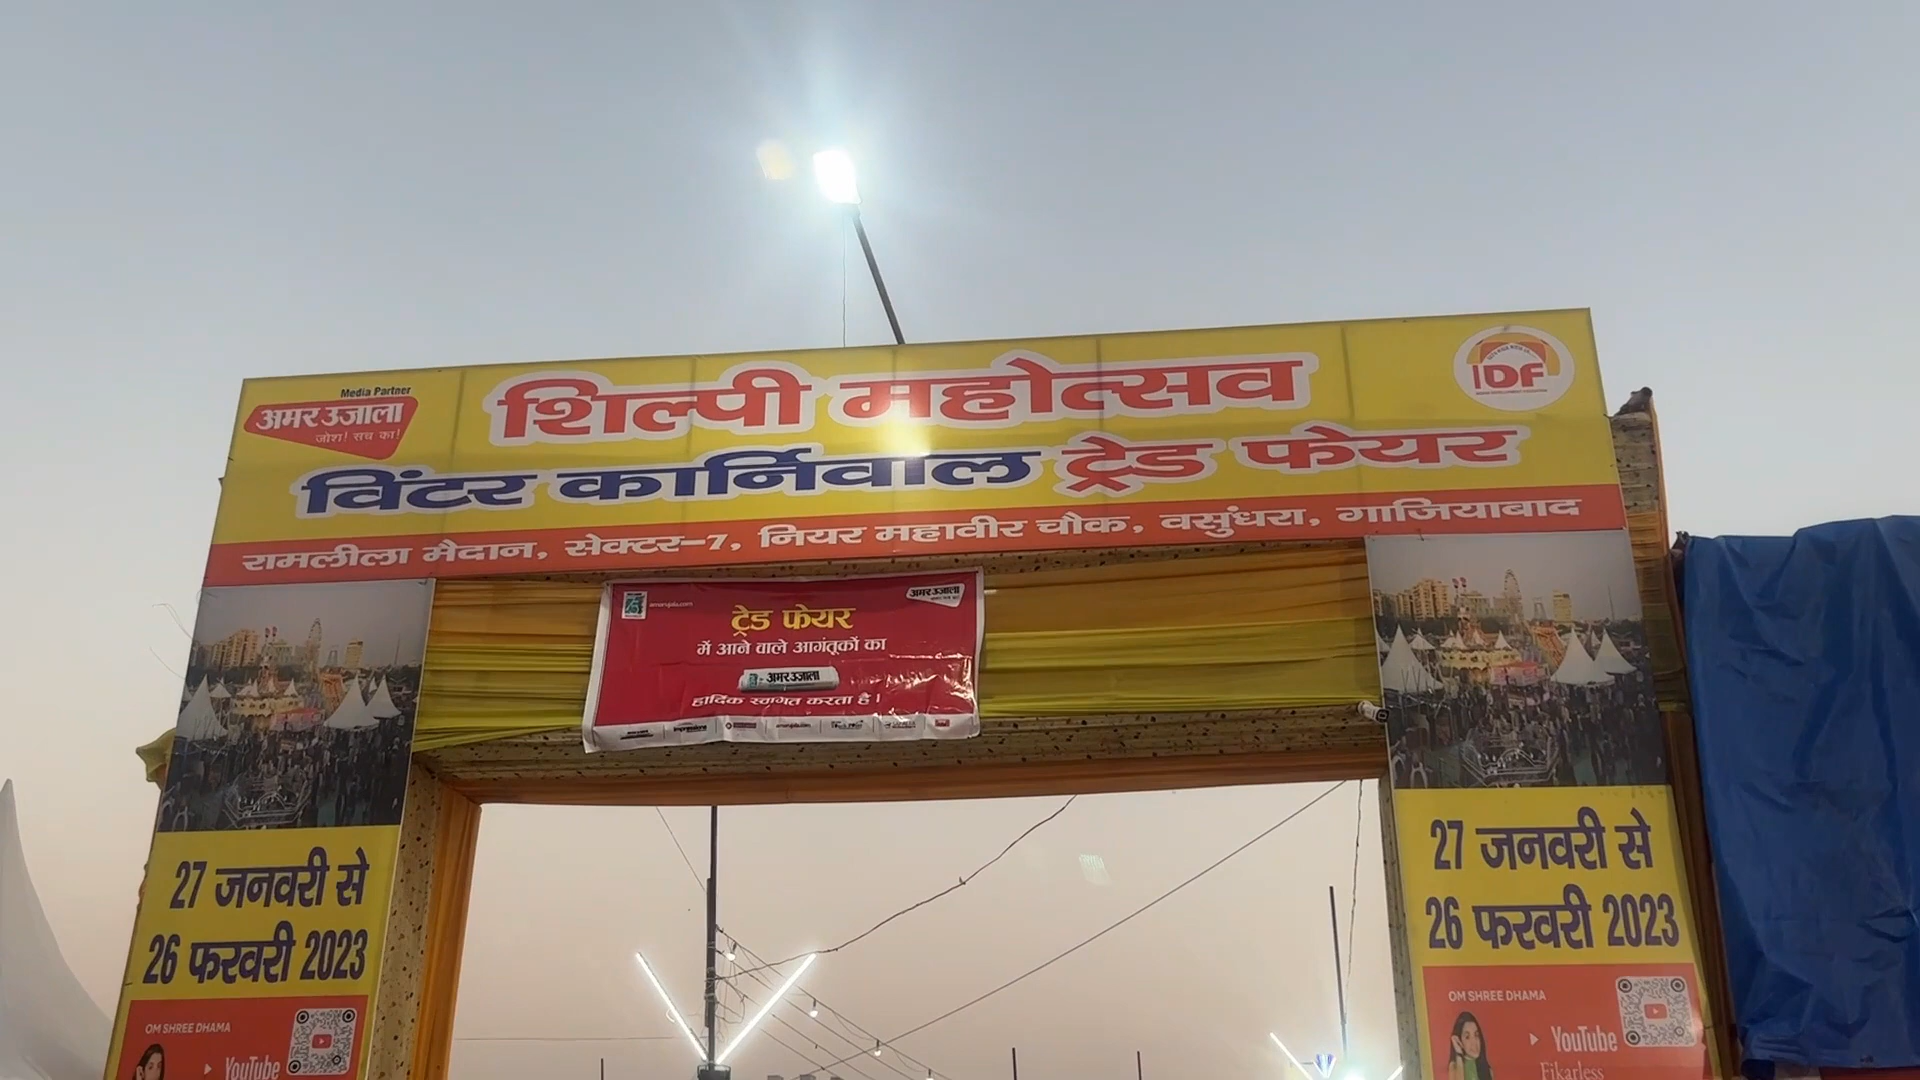 Media Partner
अमर उजाला
जोश! सच का!
शिल्पी महोत्सव
IDF
विंटर कार्निवाल ट्रेड फेयर
रामलीला मैदान, सेक्टर-7, नियर महावीर चौक, वसुंधरा, गाजियाबाद
amarujala.com
अमर उजाला
ट्रेड फेयर
में आने वाले आगंतूकों का
अमर उजाला
हार्दिक स्वागत करता है।
27 जनवरी से
26 फरवरी 2023
OM SHREE DHAMA
YouTube
27 जनवरी से
26 फरवरी 2023
OM SHREE DHAMA
YouTube
Fikarless